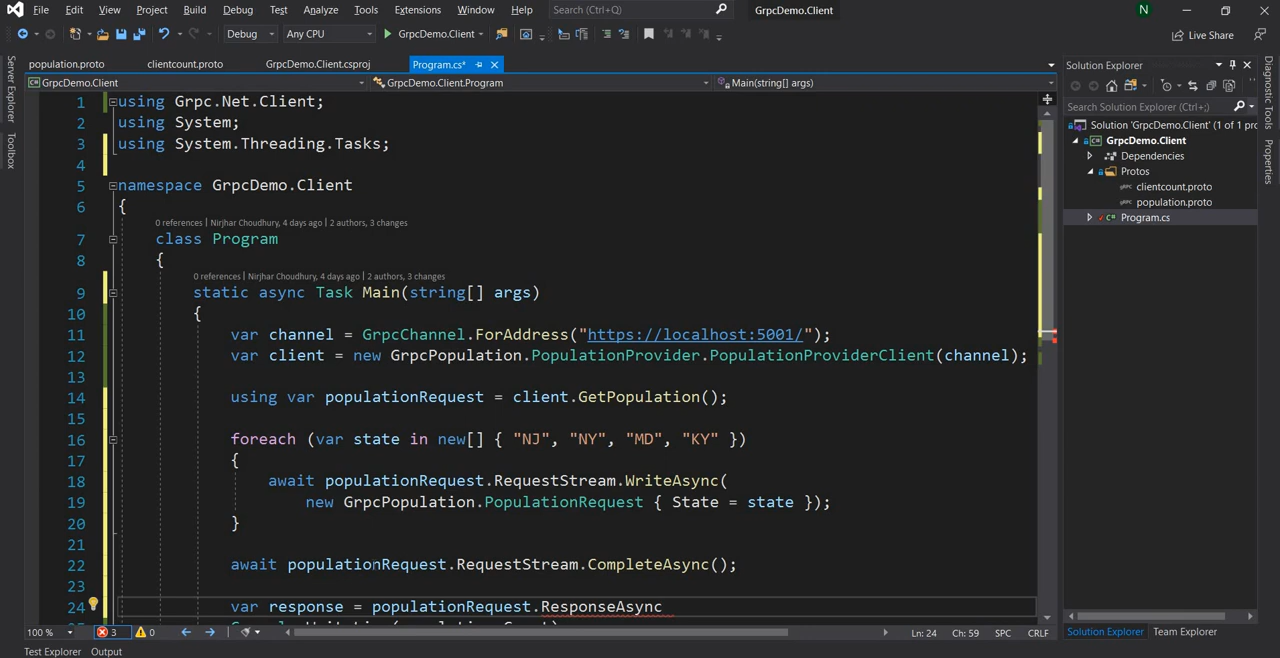 File Edit View Project Build Debug Test Analyze Tools Extensions Window Help Search (Ctrl+Q) GrpcDemo.Client N
Debug Any CPU GrpcDemo.Client Live Share
population.proto clientcount.proto GrpcDemo.Client.csproj Program.cs*
GrpcDemo.Client GrpcDemo.Client.Program Main(string[] args)
Server Explorer
Toolbox
1 using Grpc.Net.Client;
2 using System;
3 using System.Threading.Tasks;
4
5 namespace GrpcDemo.Client
6 {
0 references | Nirjhar Choudhury, 4 days ago | 2 authors, 3 changes
7 class Program
8 {
0 references | Nirjhar Choudhury, 4 days ago | 2 authors, 3 changes
9 static async Task Main(string[] args)
10 {
11 var channel = GrpcChannel.ForAddress("https://localhost:5001/");
12 var client = new GrpcPopulation.PopulationProvider.PopulationProviderClient(channel);
13
14 using var populationRequest = client.GetPopulation();
15
16 foreach (var state in new[] { "NJ", "NY", "MD", "KY" })
17 {
18 await populationRequest.RequestStream.WriteAsync(
19 new GrpcPopulation.PopulationRequest { State = state });
20 }
21
22 await populationRequest.RequestStream.CompleteAsync();
23
24 var response = populationRequest.ResponseAsync
100 % 3 0 Ln: 24 Ch: 59 SPC CRLF
Test Explorer Output
Solution Explorer
Search Solution Explorer (Ctrl+;)
Solution 'GrpcDemo.Client' (1 of 1 pro
GrpcDemo.Client
Dependencies
Protos
clientcount.proto
population.proto
Program.cs
Solution Explorer Team Explorer
Diagnostic Tools
Properties